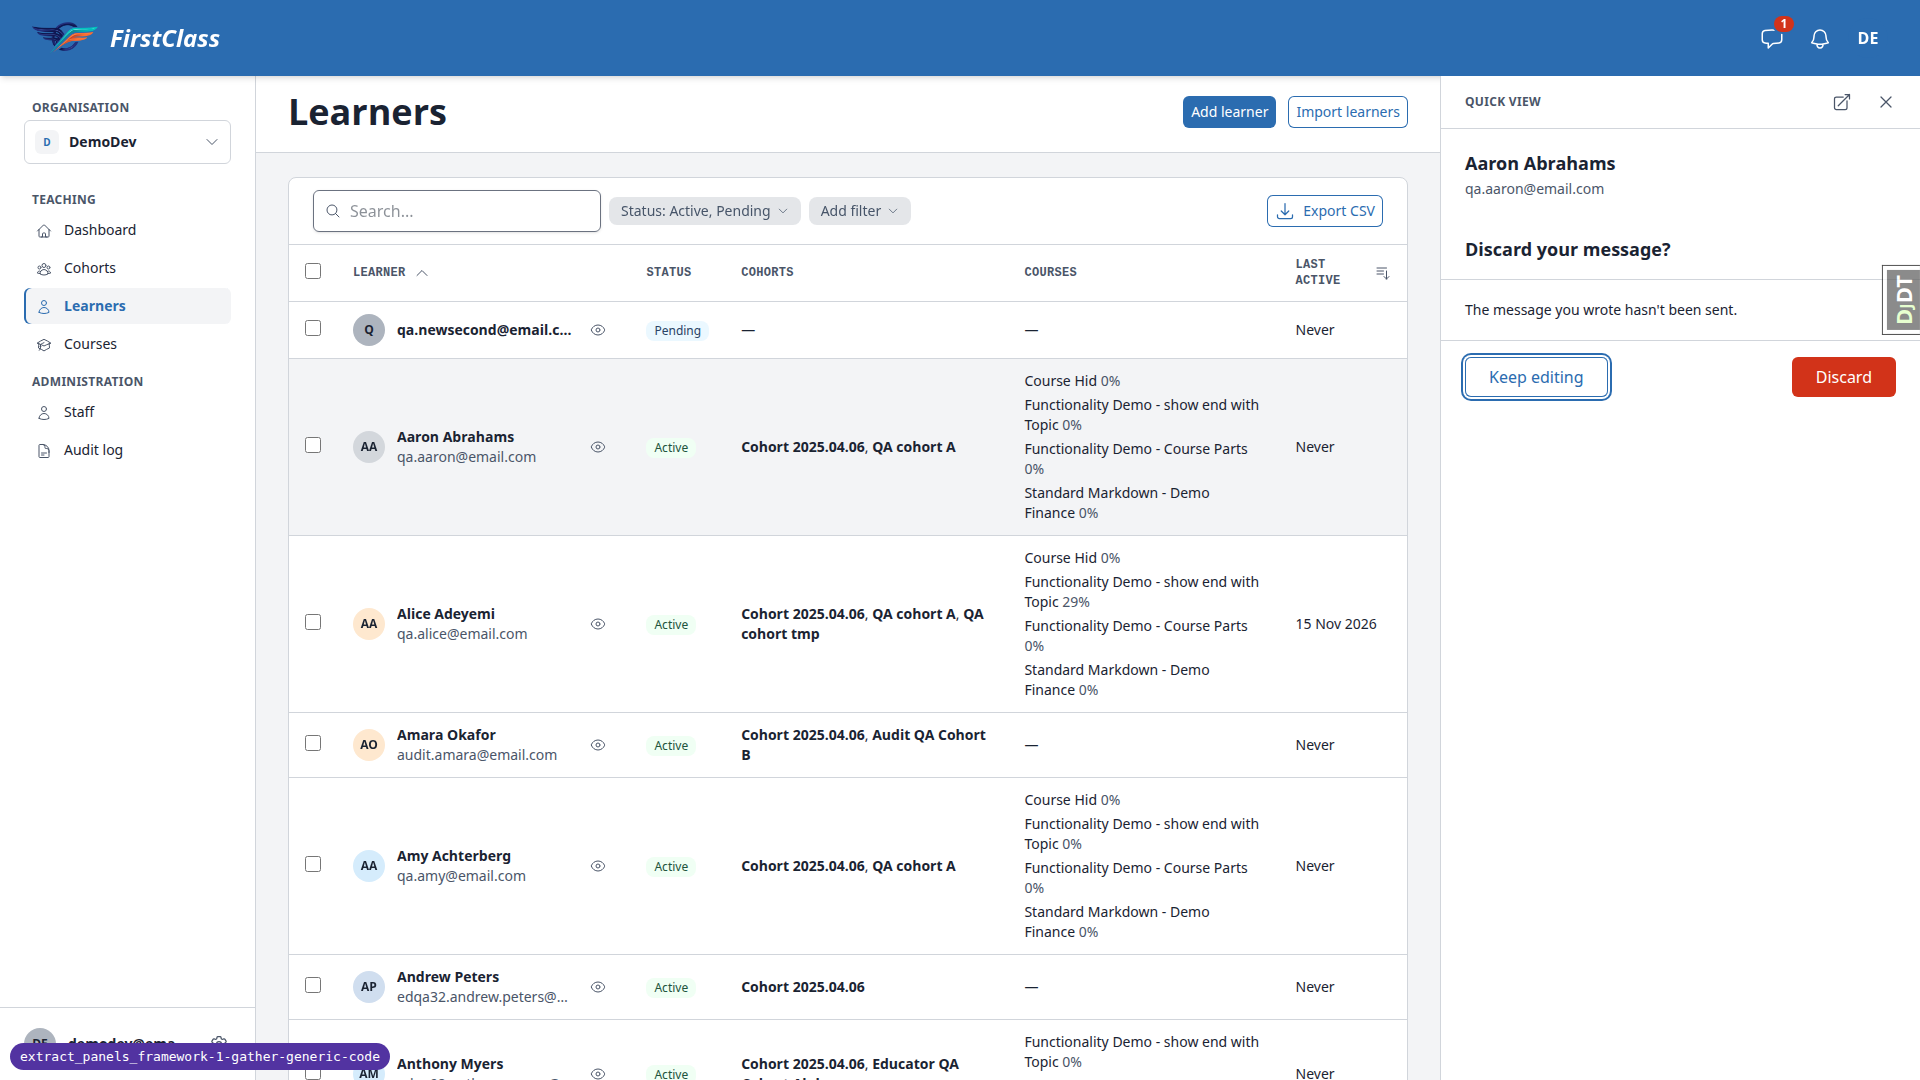 FirstClass
1
DE
ORGANISATION
D DemoDev
TEACHING
Dashboard
Cohorts
Learners
Courses
ADMINISTRATION
Staff
Audit log
extract_panels_framework-1-gather-generic-code
Learners
Add learner
Import learners
Search...
Status: Active, Pending
Add filter
Export CSV
LEARNER STATUS COHORTS COURSES LAST
ACTIVE
Q qa.newsecond@email.c... Pending — — Never
AA
Aaron Abrahams
qa.aaron@email.com
Active
Cohort 2025.04.06, QA cohort A
Course Hid 0%
Functionality Demo - show end with
Topic 0%
Functionality Demo - Course Parts
0%
Standard Markdown - Demo
Finance 0%
Never
AA
Alice Adeyemi
qa.alice@email.com
Active
Cohort 2025.04.06, QA cohort A, QA
cohort tmp
Course Hid 0%
Functionality Demo - show end with
Topic 29%
Functionality Demo - Course Parts
0%
Standard Markdown - Demo
Finance 0%
15 Nov 2026
AO
Amara Okafor
audit.amara@email.com
Active
Cohort 2025.04.06, Audit QA Cohort
B
—
Never
AA
Amy Achterberg
qa.amy@email.com
Active
Cohort 2025.04.06, QA cohort A
Course Hid 0%
Functionality Demo - show end with
Topic 0%
Functionality Demo - Course Parts
0%
Standard Markdown - Demo
Finance 0%
Never
AP
Andrew Peters
edqa32.andrew.peters@...
Active
Cohort 2025.04.06
—
Never
AM
Anthony Myers
Active
Cohort 2025.04.06, Educator QA
Functionality Demo - show end with
Topic 0%
Never
QUICK VIEW
Aaron Abrahams
qa.aaron@email.com
Discard your message?
The message you wrote hasn't been sent.
Keep editing
Discard
DJDT